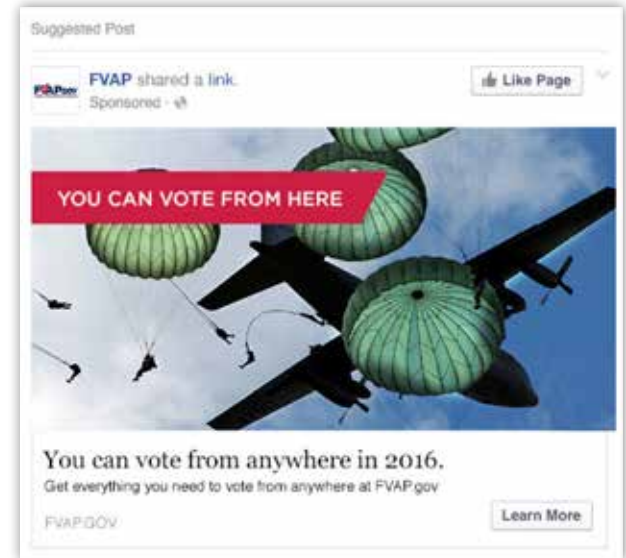 Suggested Post
FVAP shared a link.
Like Page
Sponsored
YOU CAN VOTE FROM HERE
You can vote from anywhere in 2016.
Get everything you need to vote from anywhere at FVAP.gov
FVAP.GOV
Learn More